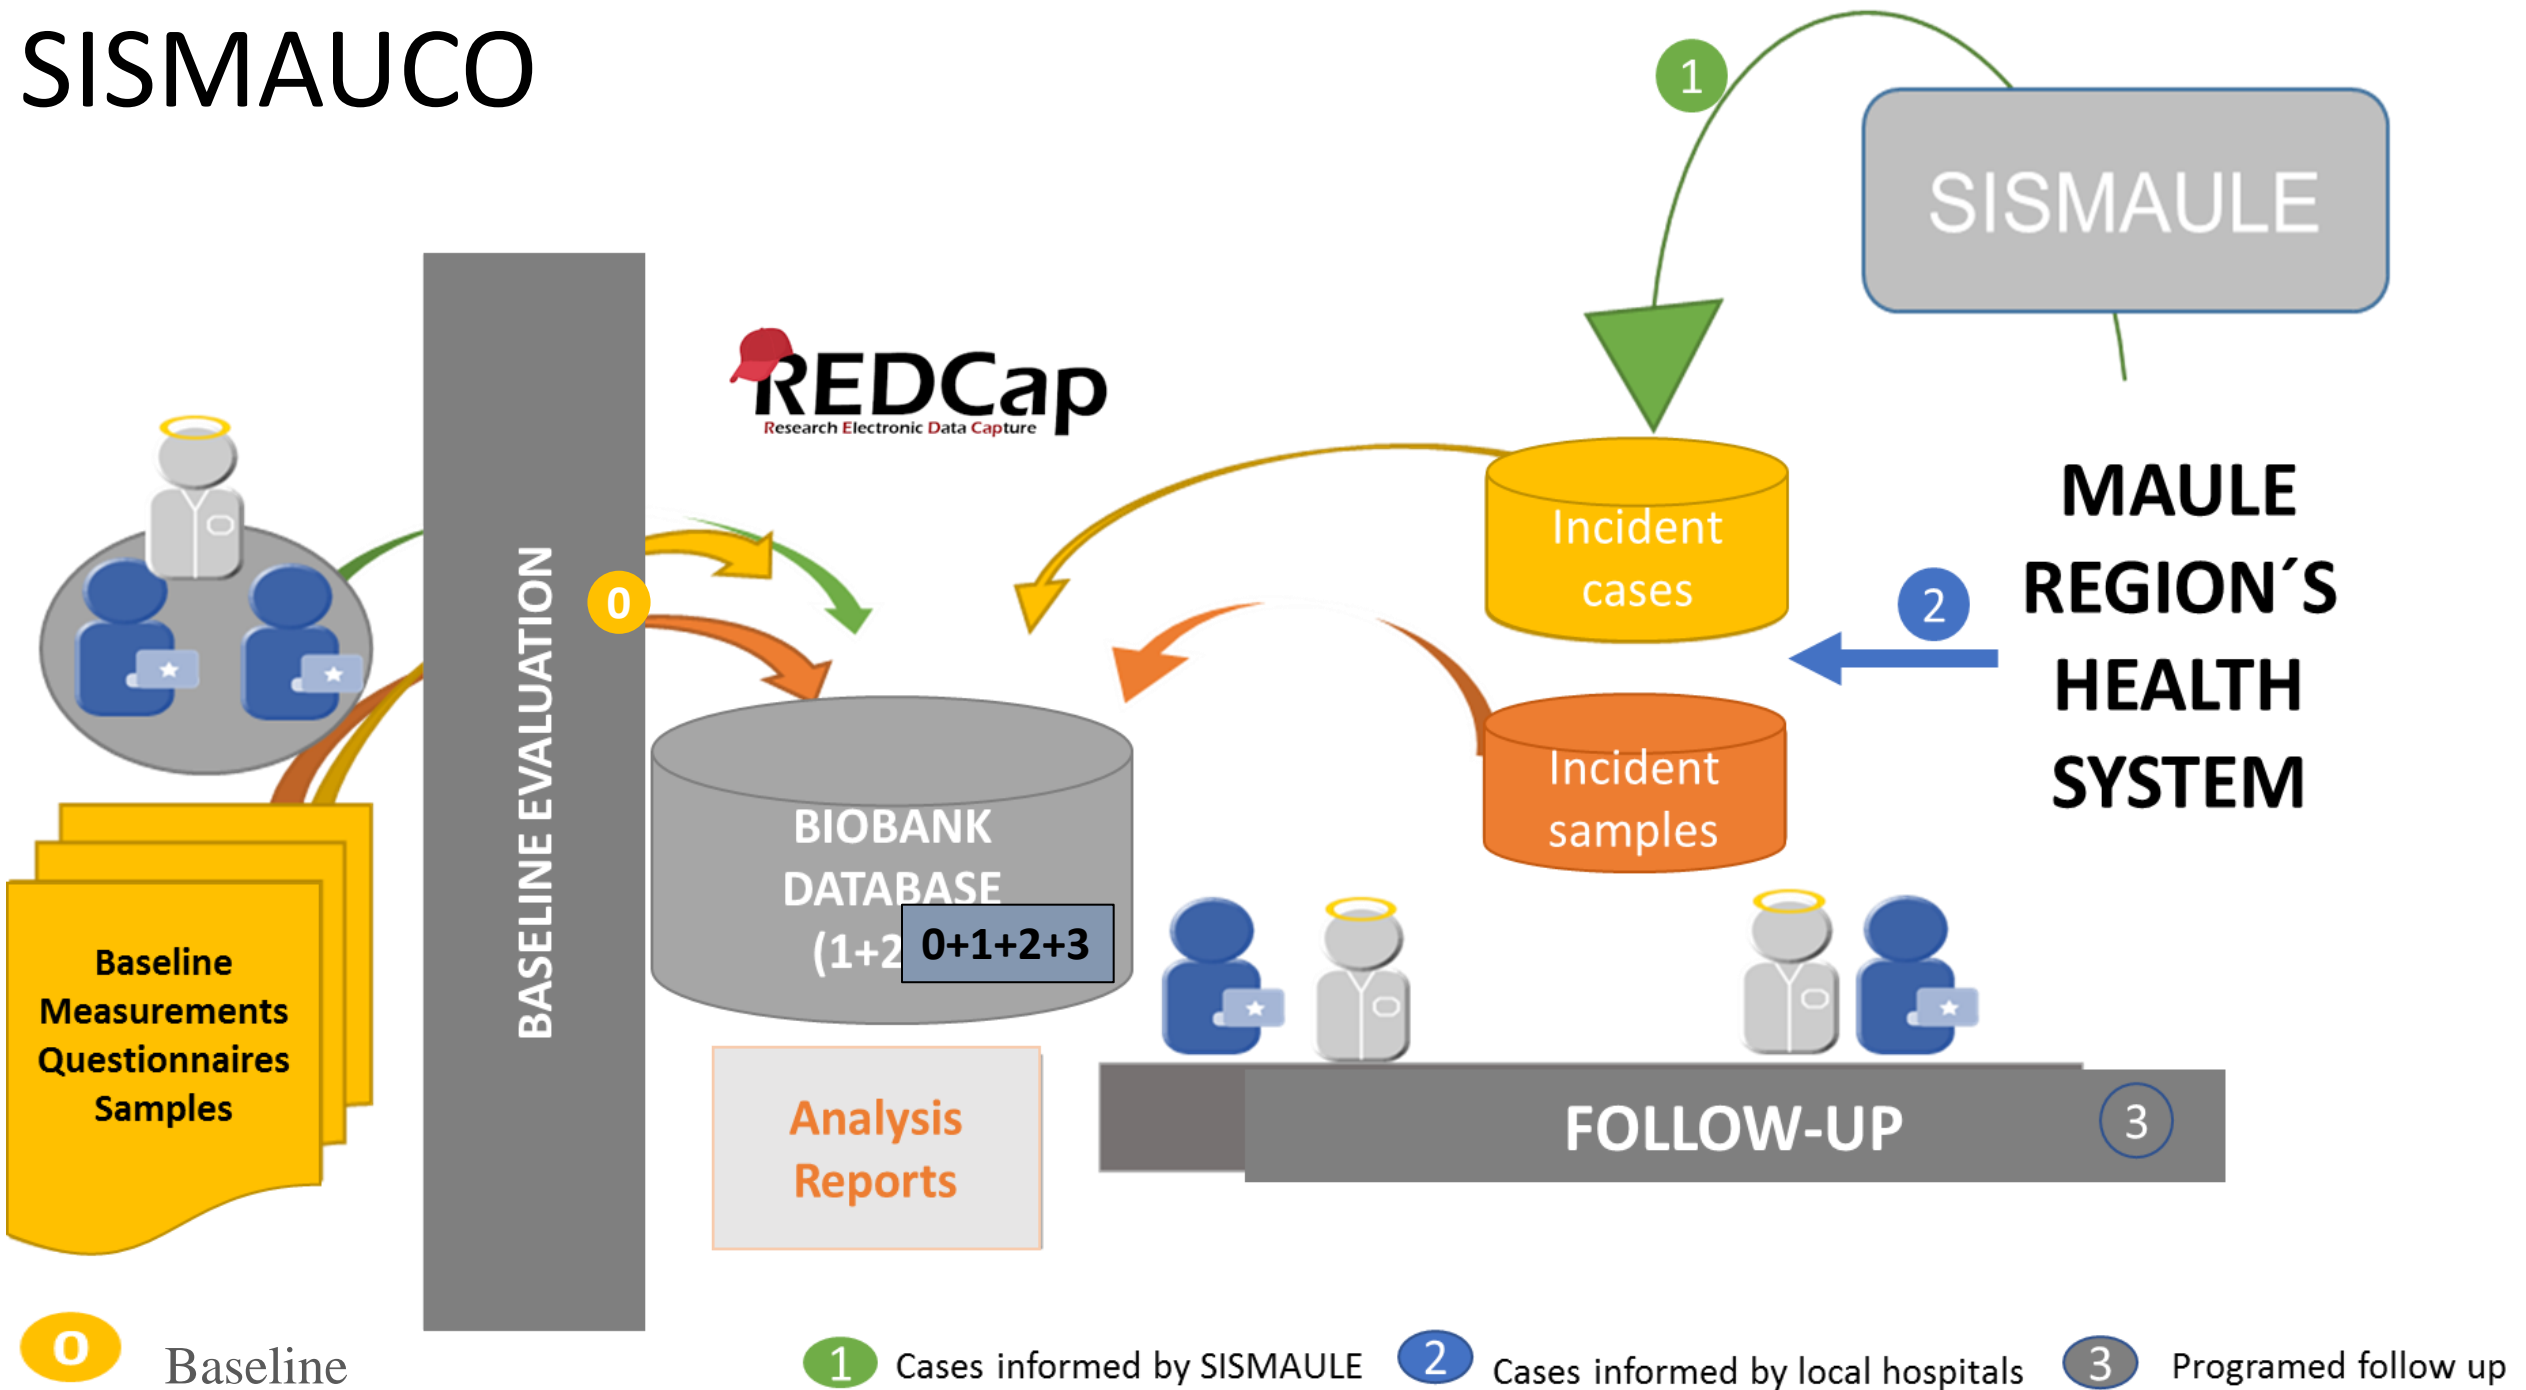 SISMAUCO
1
SISMAULE
REDCap
Research Electronic Data Capture
MAULE
REGION´S
HEALTH
SYSTEM
Incident
cases
2
0
BASELINE EVALUATION
Incident
samples
BIOBANK
DATABASE
(1+2
0+1+2+3
Baseline
Measurements
Questionnaires
Samples
Analysis
Reports
FOLLOW-UP
3
0 Baseline
1 Cases informed by SISMAULE
2 Cases informed by local hospitals
3 Programed follow up